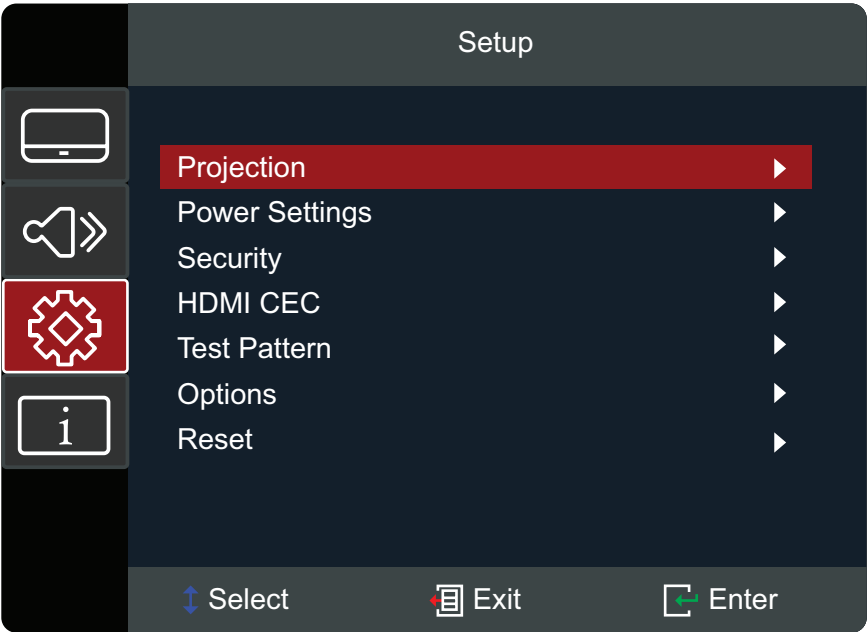 Setup
Projection
Power Settings
Security
HDMI CEC
Test Pattern
Options
Reset
i
Select Exit Enter